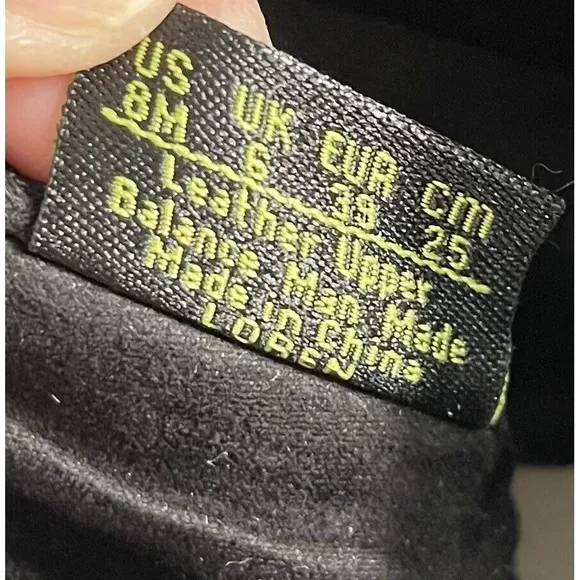 US UK EUR CM
8M 6 39 25
Leather Upper
Balance Man Made
Made in China
LOREN